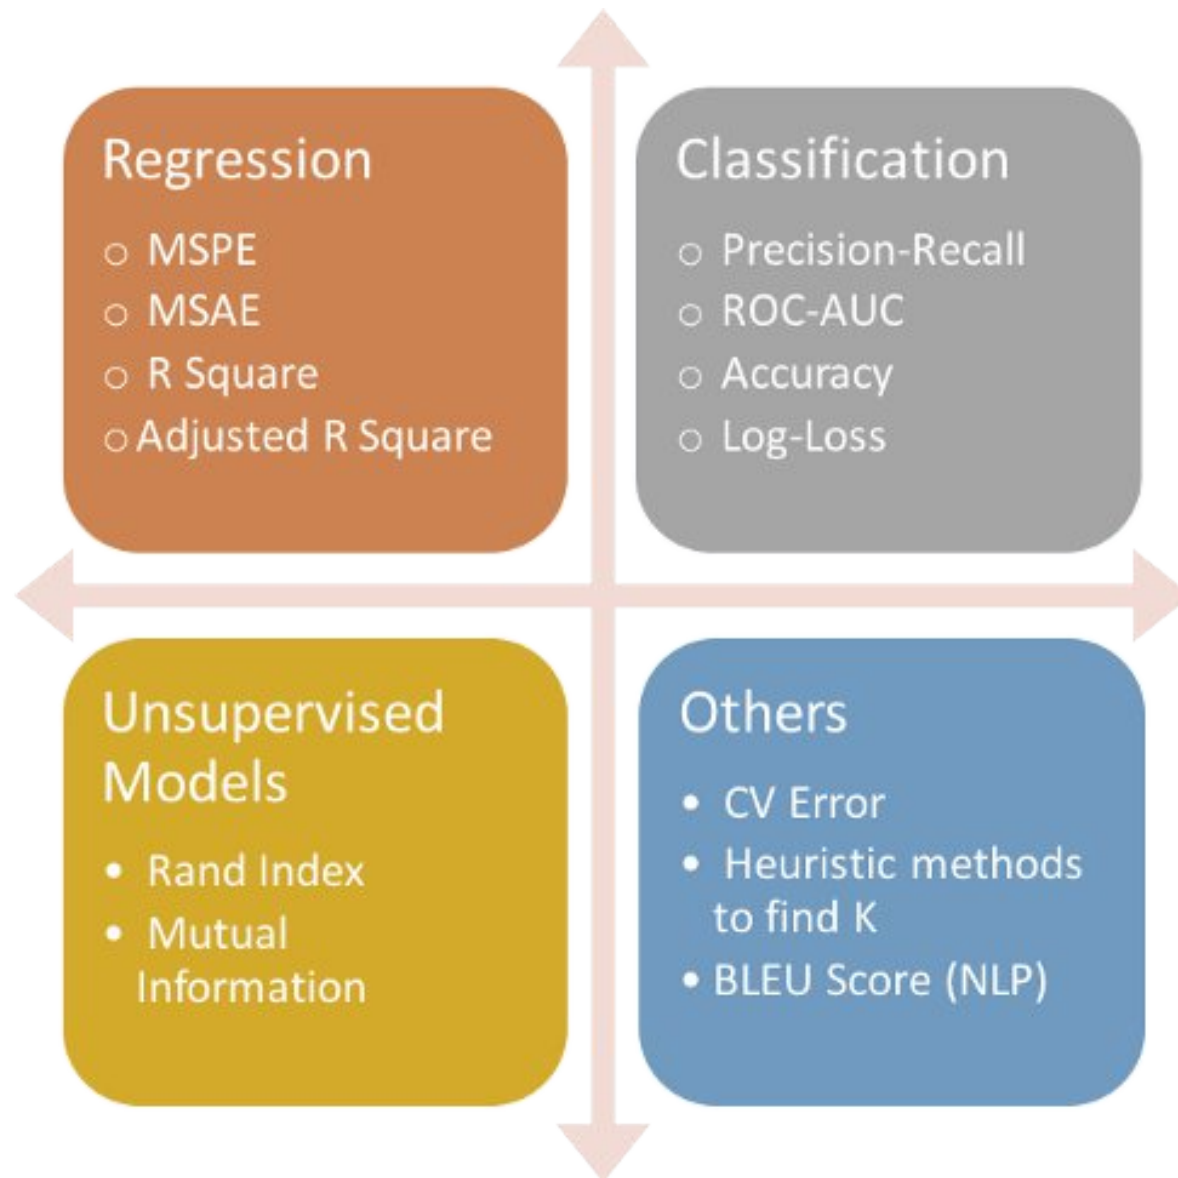 Regression
○ MSPE
○ MSAE
○ R Square
○ Adjusted R Square
Classification
○ Precision-Recall
○ ROC-AUC
○ Accuracy
○ Log-Loss
Unsupervised
Models
• Rand Index
• Mutual
Information
Others
• CV Error
• Heuristic methods
to find K
• BLEU Score (NLP)